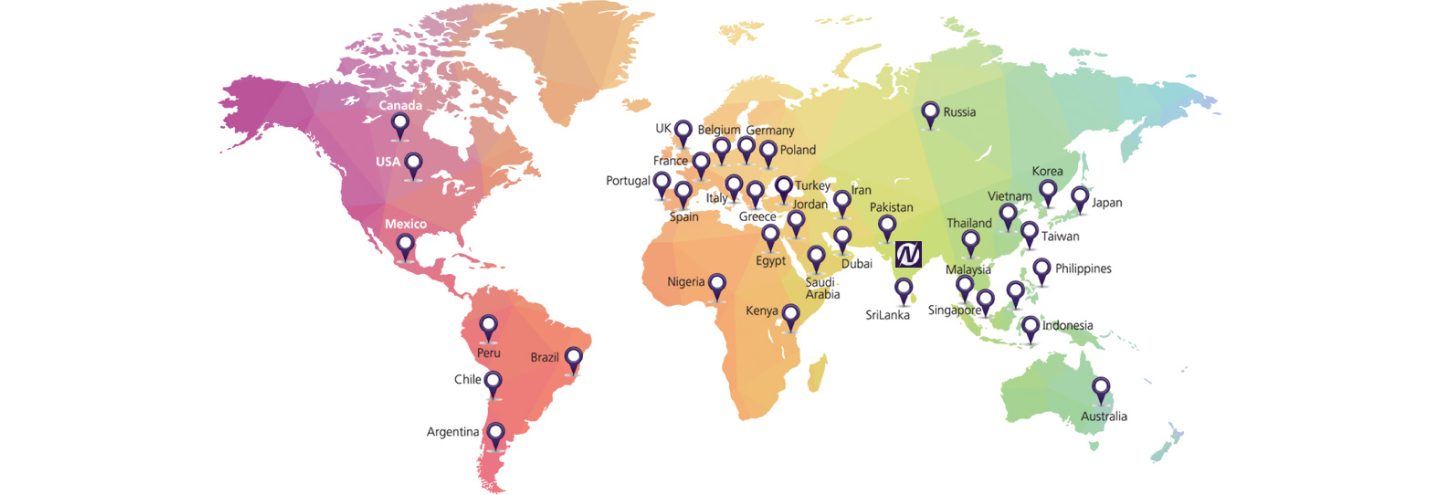 Canada
USA
Mexico
Peru
Brazil
Chile
Argentina
UK
Belgium
Germany
Poland
France
Portugal
Spain
Italy
Greece
Turkey
Jordan
Iran
Pakistan
Egypt
Dubai
Saudi
Arabia
Nigeria
Kenya
N
SriLanka
Russia
Korea
Japan
Vietnam
Thailand
Taiwan
Malaysia
Philippines
Singapore
Indonesia
Australia